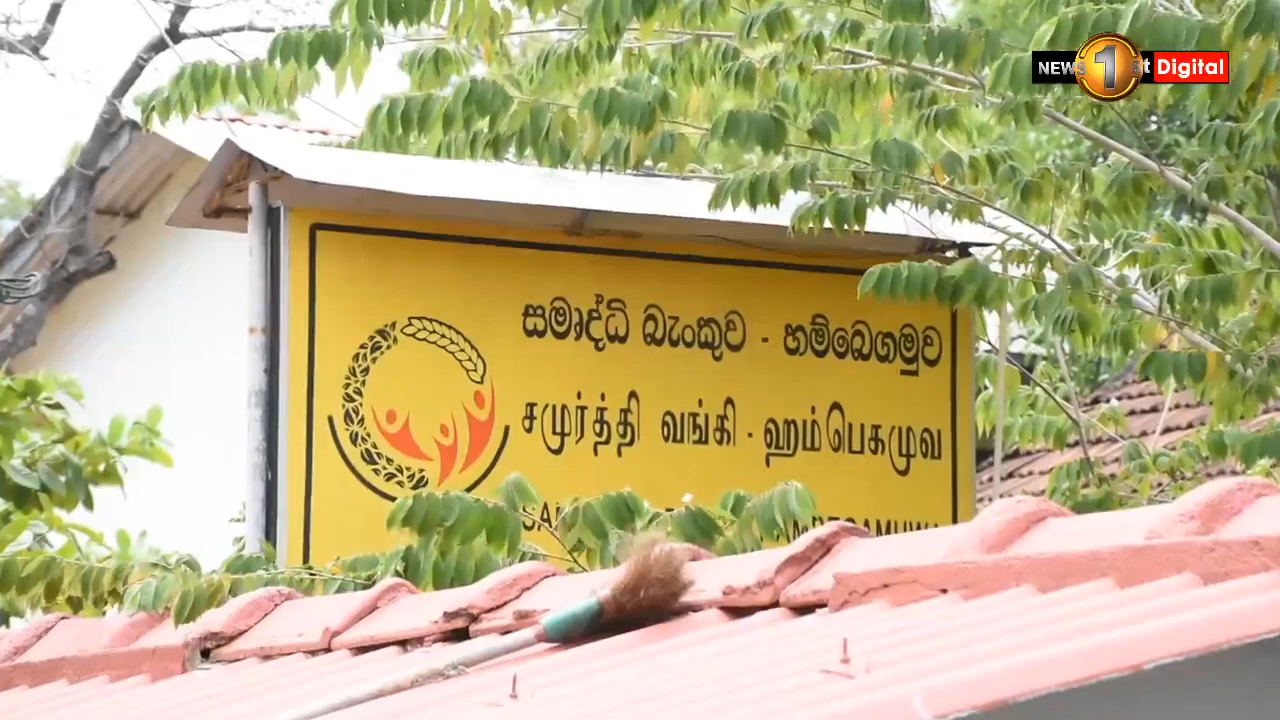 NEWS 1st Digital
සමෘද්ධි බැංකුව - හම්බෙගමුව
சமுர்த்தி வங்கி - ஹம்பெகமுவ